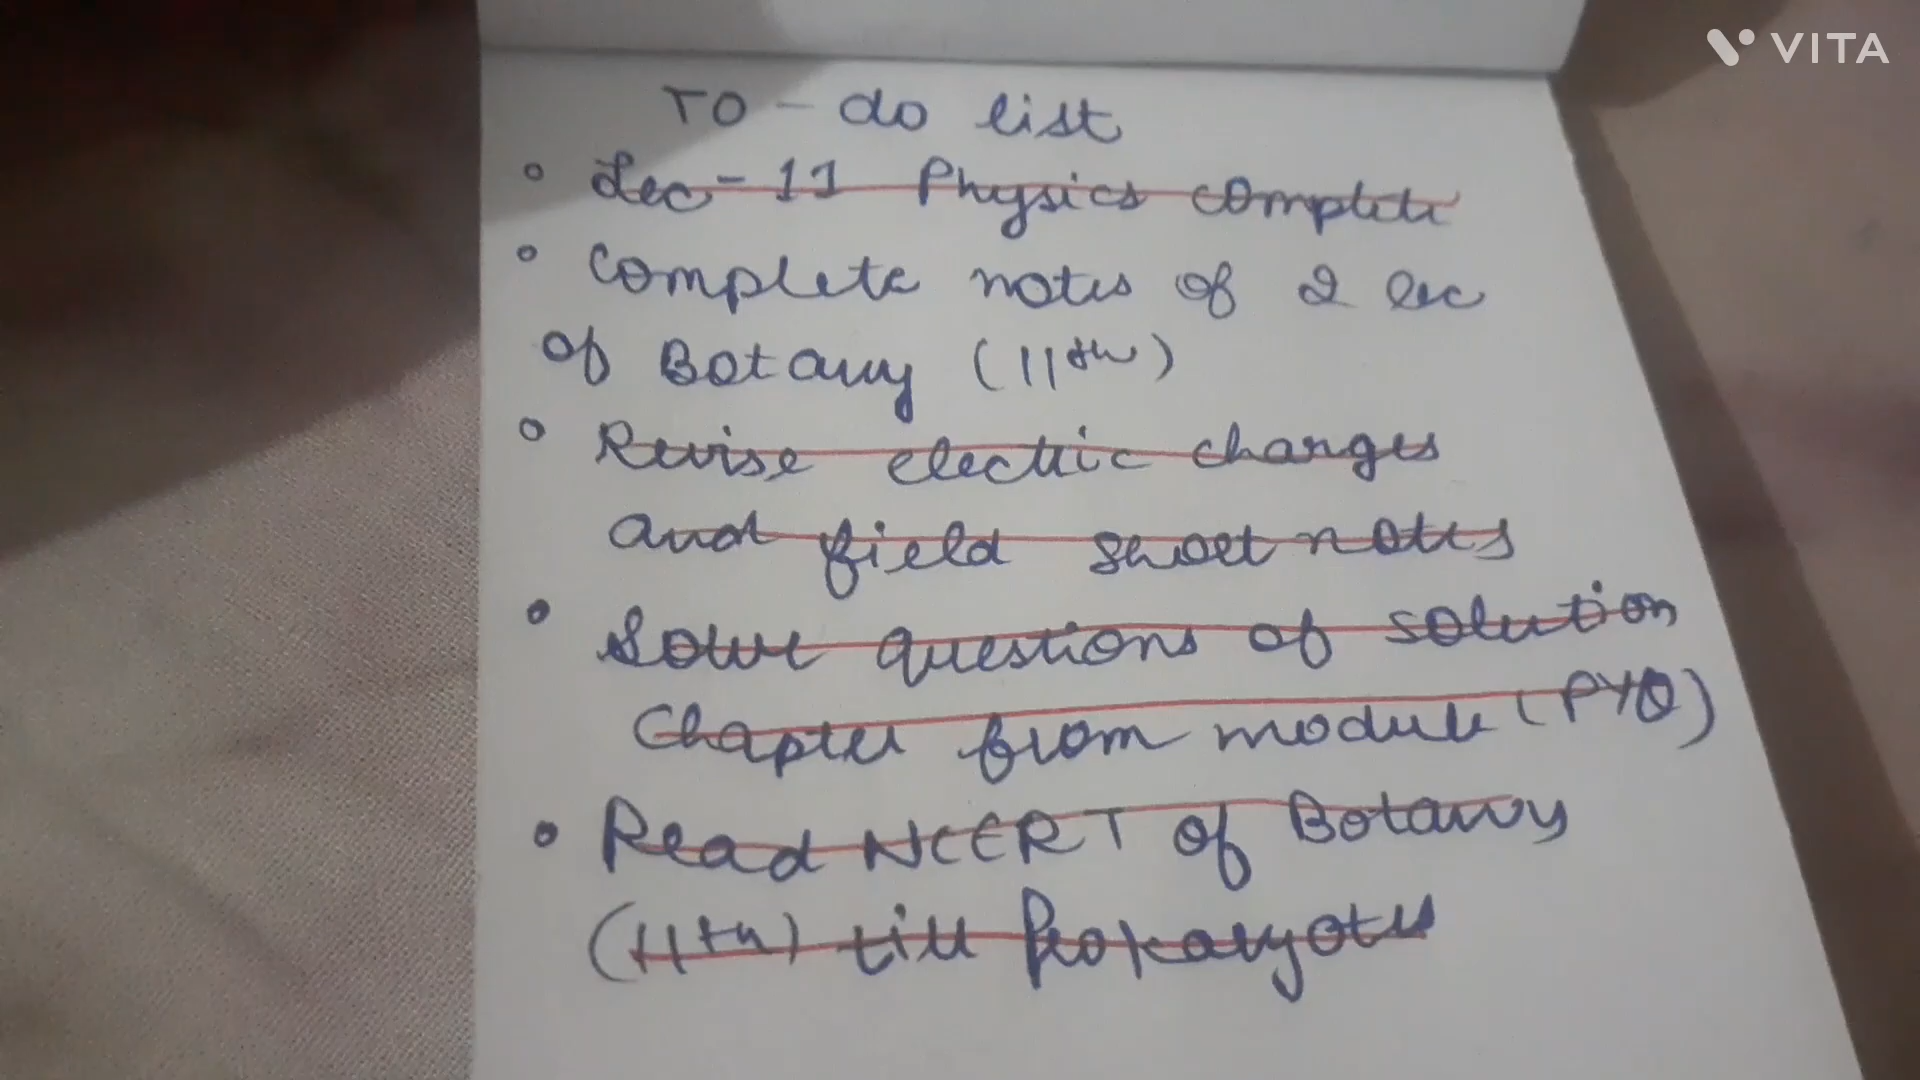 VITA
TO - do list
• Lec - 11 Physics complete
• Complete notes of 2 lec
of Botany (11th)
• Revise electric charges
and field short notes
• Solve questions of solution
Chapter from module (PYQ)
• Read NCERT of Botany
(11th) till Prokaryotes